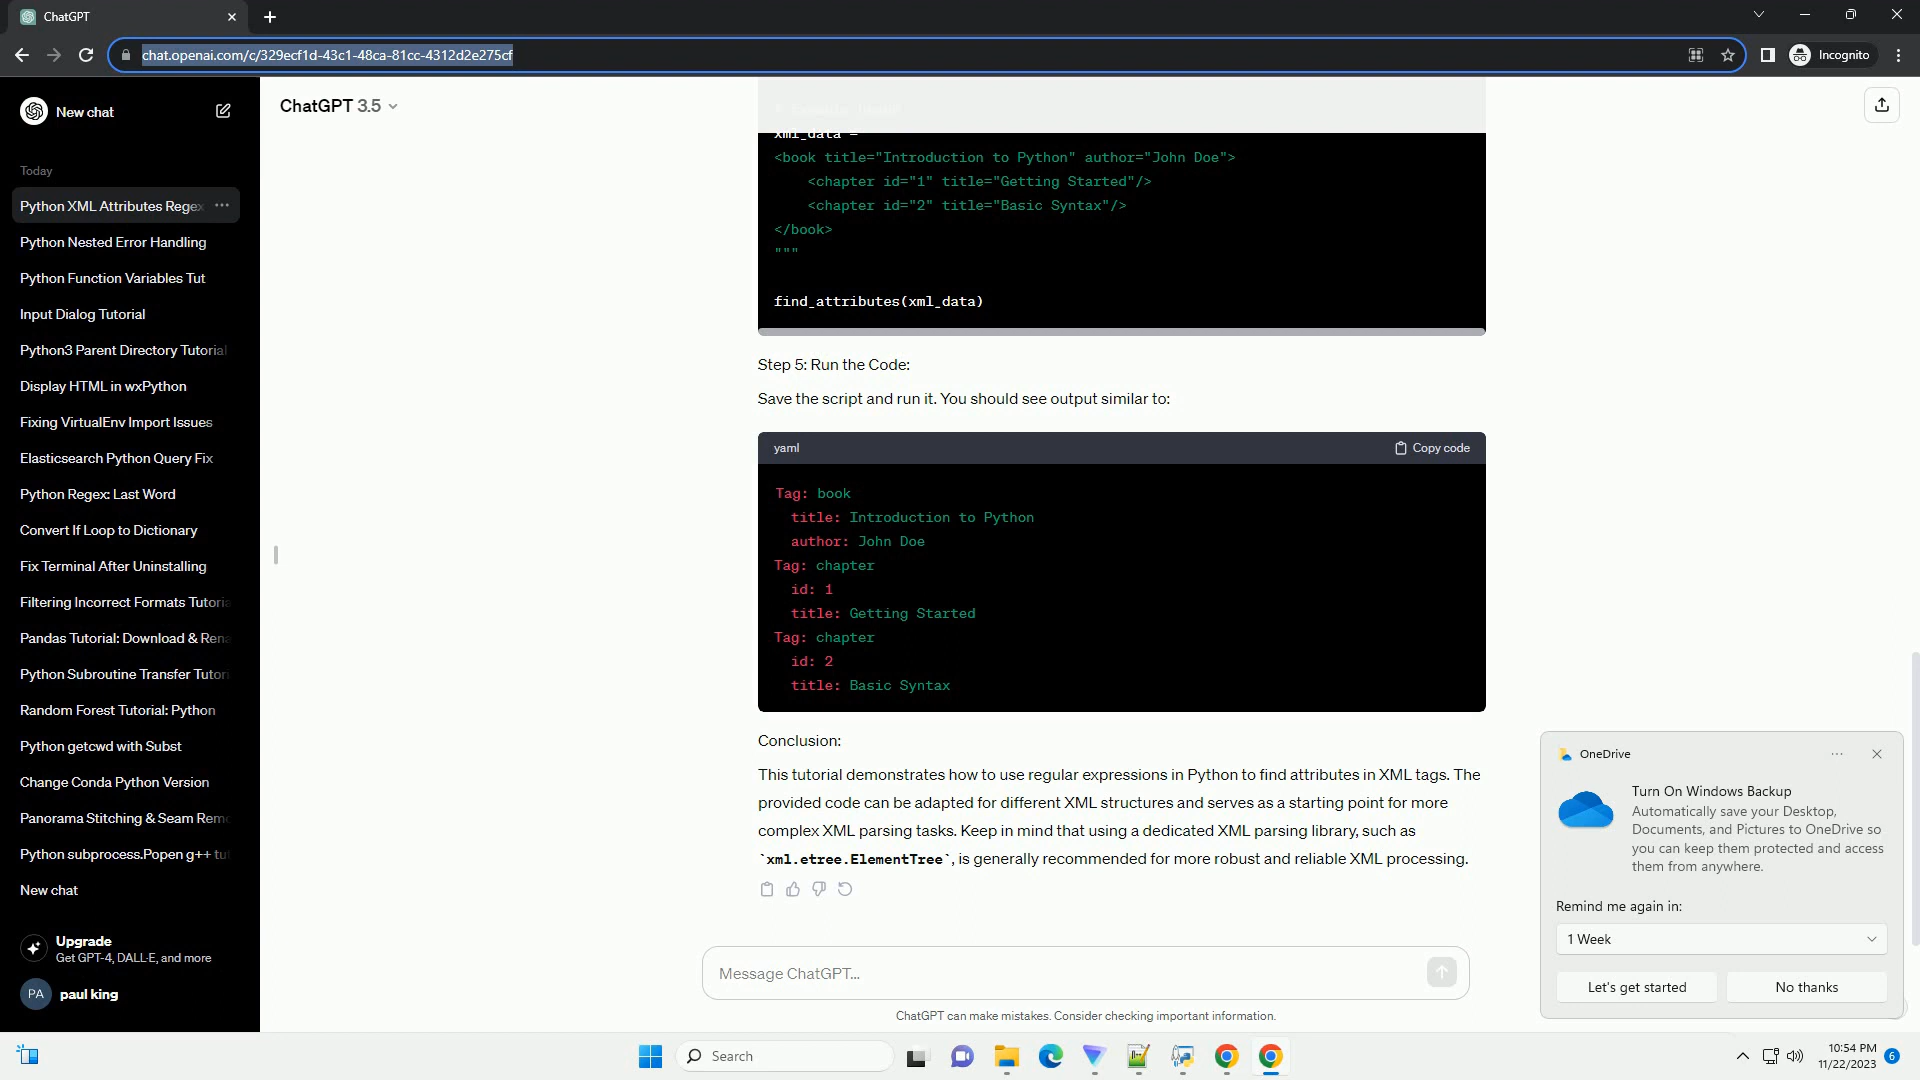 ChatGPT
chat.openai.com/c/329ecf1d-43c1-48ca-81cc-4312d2e275cf
Incognito
New chat
Today
Python XML Attributes Regex
Python Nested Error Handling
Python Function Variables Tut
Input Dialog Tutorial
Python3 Parent Directory Tutorial
Display HTML in wxPython
Fixing VirtualEnv Import Issues
Elasticsearch Python Query Fix
Python Regex: Last Word
Convert If Loop to Dictionary
Fix Terminal After Uninstalling
Filtering Incorrect Formats Tutoria
Pandas Tutorial: Download & Rena
Python Subroutine Transfer Tutori
Random Forest Tutorial: Python
Python getcwd with Subst
Change Conda Python Version
Panorama Stitching & Seam Remo
Python subprocess.Popen g++ tut
New chat
Upgrade
Get GPT-4, DALL·E, and more
PA
paul king
ChatGPT 3.5
xml_data =
<book title="Introduction to Python" author="John Doe">
<chapter id="1" title="Getting Started"/>
<chapter id="2" title="Basic Syntax"/>
</book>
"""
find_attributes(xml_data)
Step 5: Run the Code:
Save the script and run it. You should see output similar to:
yaml
Copy code
Tag: book
title: Introduction to Python
author: John Doe
Tag: chapter
id: 1
title: Getting Started
Tag: chapter
id: 2
title: Basic Syntax
Conclusion:
This tutorial demonstrates how to use regular expressions in Python to find attributes in XML tags. The
provided code can be adapted for different XML structures and serves as a starting point for more
complex XML parsing tasks. Keep in mind that using a dedicated XML parsing library, such as
`xml.etree.ElementTree`, is generally recommended for more robust and reliable XML processing.
Message ChatGPT...
ChatGPT can make mistakes. Consider checking important information.
OneDrive
Turn On Windows Backup
Automatically save your Desktop,
Documents, and Pictures to OneDrive so
you can keep them protected and access
them from anywhere.
Remind me again in:
1 Week
Let's get started
No thanks
Search
10:54 PM
11/22/2023
6